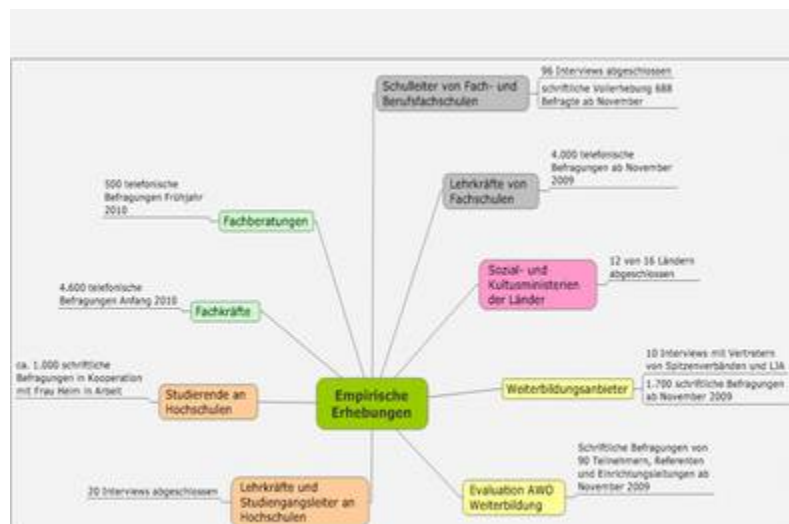 Schulleiter von Fach- und
Berufsfachschulen
96 Interviews abgeschlossen
schriftliche Vollerhebung 688
Befragte ab November
Lehrkräfte von
Fachschulen
4.000 telefonische
Befragungen ab November
2009
500 telefonische
Befragungen Frühjahr
2010
Fachberatungen
Sozial- und
Kultusministerien
der Länder
12 von 16 Ländern
abgeschlossen
4.600 telefonische
Befragungen Anfang 2010
Fachkräfte
ca. 1.000 schriftliche
Befragungen in Kooperation
mit Frau Heim in Arbeit
Studierende an
Hochschulen
Empirische
Erhebungen
Weiterbildungsanbieter
10 Interviews mit Vertretern
von Spitzenverbänden und LJA
1.700 schriftliche Befragungen
ab November 2009
20 Interviews abgeschlossen
Lehrkräfte und
Studiengangsleiter an
Hochschulen
Evaluation AWO
Weiterbildung
Schriftliche Befragungen von
90 Teilnehmern, Referenten
und Einrichtungsleitungen ab
November 2009